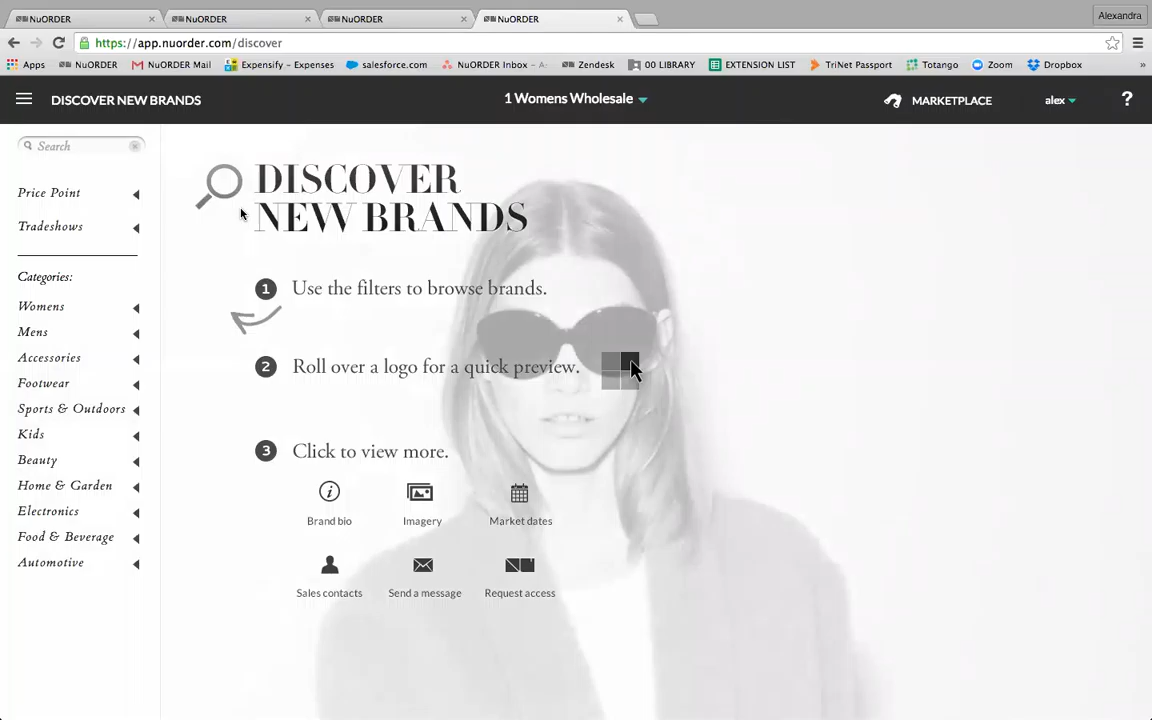 NuORDER NuORDER NuORDER NuORDER Alexandra
https://app.nuorder.com/discover
Apps NuORDER NuORDER Mail Expensify - Expenses salesforce.com NuORDER Inbox - A Zendesk 00 LIBRARY EXTENSION LIST TriNet Passport Totango Zoom Dropbox »
DISCOVER NEW BRANDS 1 Womens Wholesale MARKETPLACE alex ?
Search
Price Point
Tradeshows
Categories:
Womens
Mens
Accessories
Footwear
Sports & Outdoors
Kids
Beauty
Home & Garden
Electronics
Food & Beverage
Automotive
DISCOVER
NEW BRANDS
1 Use the filters to browse brands.
2 Roll over a logo for a quick preview.
3 Click to view more.
Brand bio Imagery Market dates
Sales contacts Send a message Request access